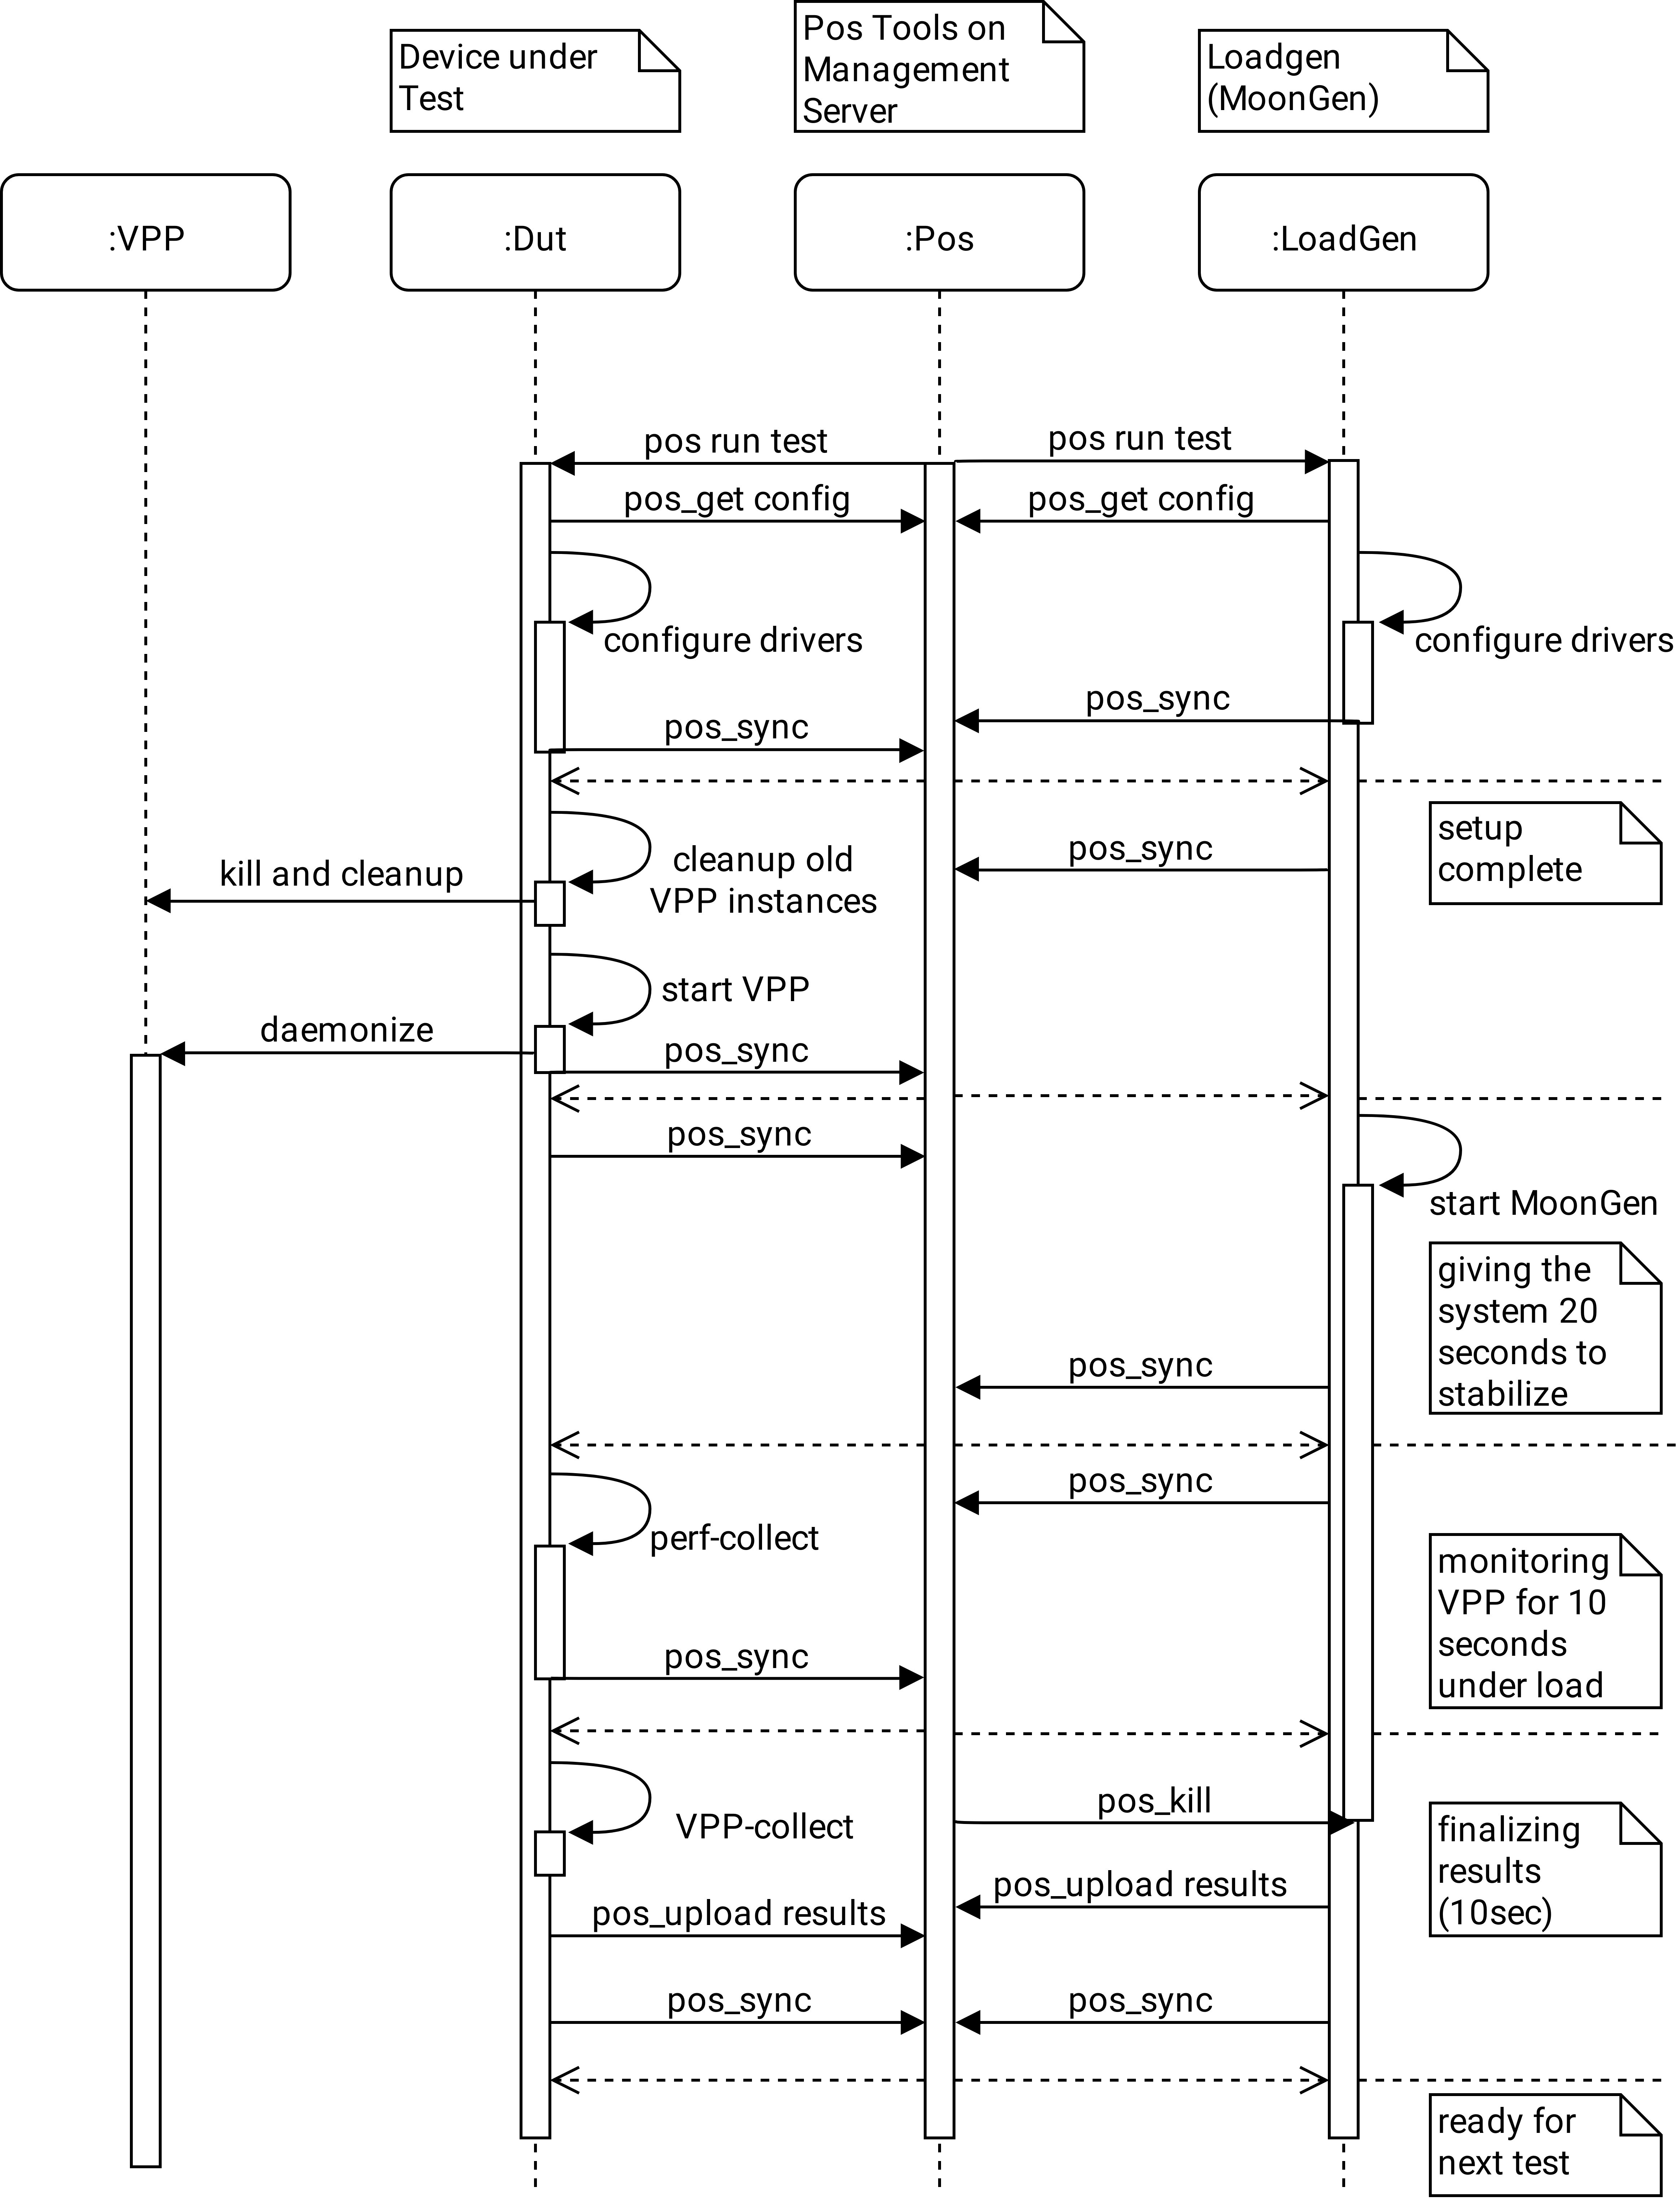 Device under
Test
Pos Tools on
Management
Server
Loadgen
(MoonGen)
:VPP
:Dut
:Pos
:LoadGen
pos run test
pos run test
pos_get config
pos_get config
configure drivers
configure drivers
pos_sync
pos_sync
setup
complete
cleanup old
VPP instances
pos_sync
kill and cleanup
start VPP
daemonize
pos_sync
pos_sync
start MoonGen
giving the
system 20
seconds to
stabilize
pos_sync
pos_sync
perf-collect
monitoring
VPP for 10
seconds
under load
pos_sync
pos_kill
VPP-collect
finalizing
results
(10sec)
pos_upload results
pos_upload results
pos_sync
pos_sync
ready for
next test